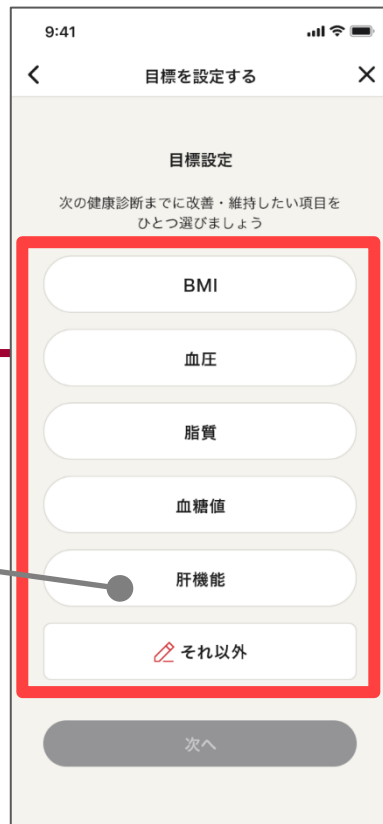 9:41
目標を設定する
目標設定
次の健康診断までに改善・維持したい項目を
ひとつ選びましょう
BMI
血圧
脂質
血糖値
肝機能
それ以外
次へ